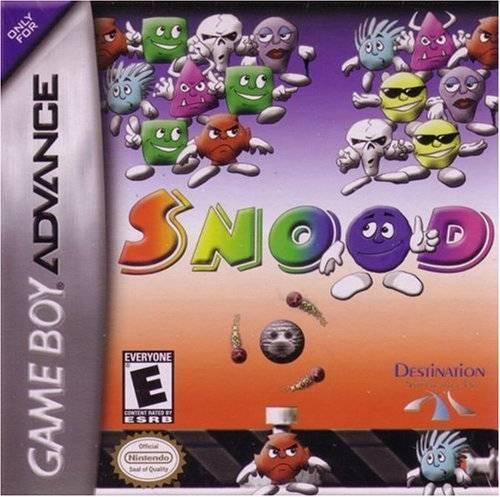 ONLY
FOR
GAME BOY ADVANCE
SNOOD
EVERYONE
E
CONTENT RATED BY
ESRB
DESTINATION
Official
Nintendo
Seal of Quality